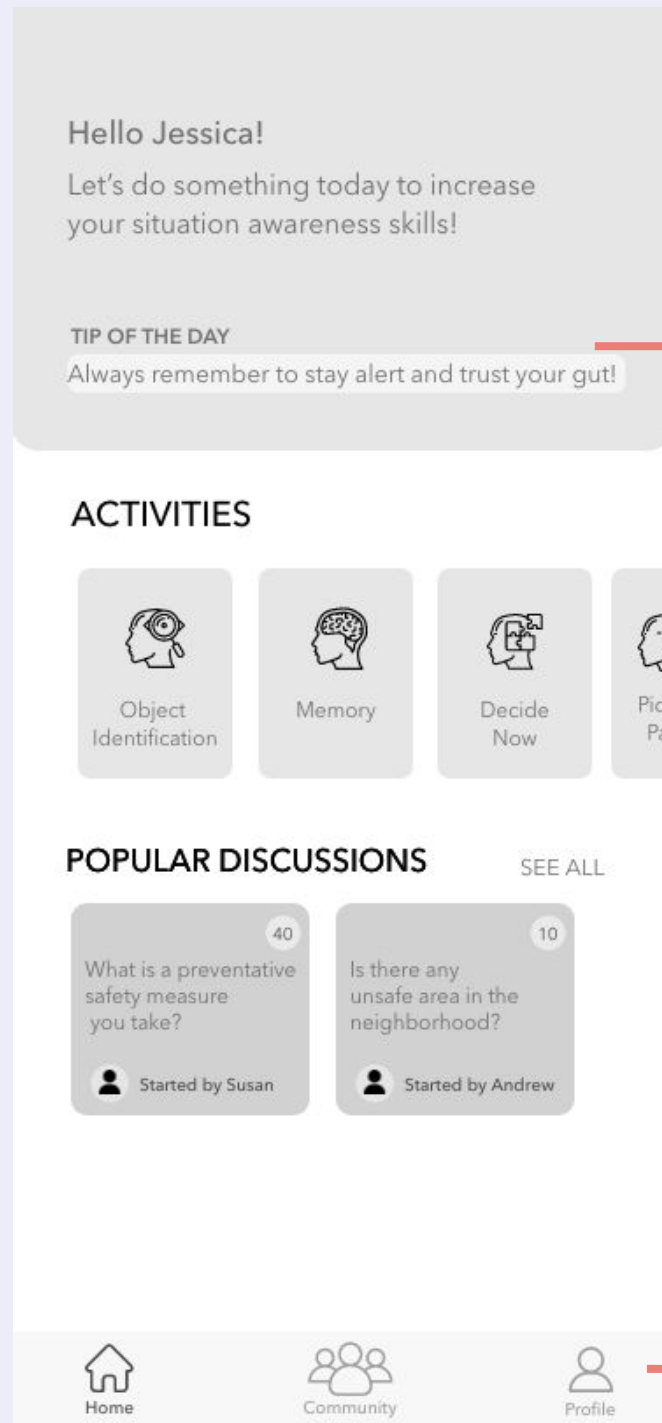 Hello Jessica!
Let's do something today to increase
your situation awareness skills!
TIP OF THE DAY
Always remember to stay alert and trust your gut!
ACTIVITIES
Object
Identification
Memory
Decide
Now
POPULAR DISCUSSIONS
SEE ALL
40
What is a preventative
safety measure
you take?
Started by Susan
10
Is there any
unsafe area in the
neighborhood?
Started by Andrew
Home
Community
Profile